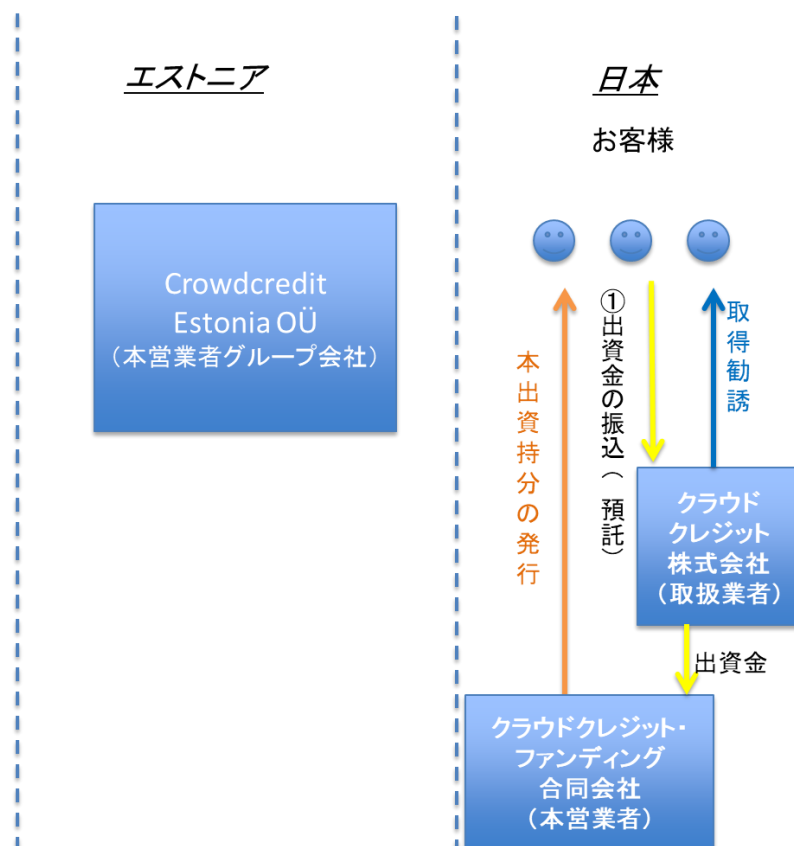 エストニア
Crowdcredit
Estonia OÜ
（本営業者グループ会社）
日本
お客様
本出資持分の発行
①出資金の振込（ 預託）
取得勧誘
クラウド
クレジット
株式会社
（取扱業者）
出資金
クラウドクレジット・
ファンディング
合同会社
（本営業者）